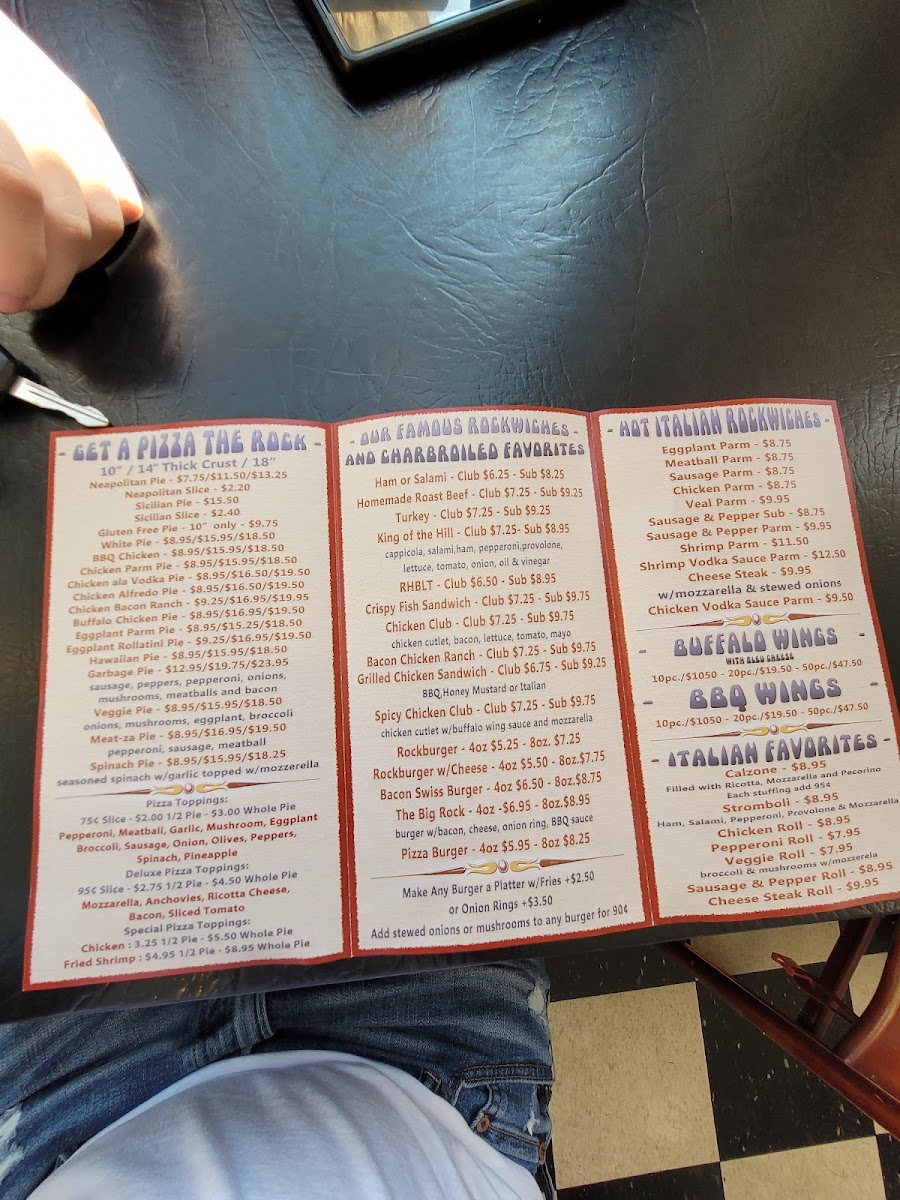 - GET A PIZZA THE ROCK -
10" / 14" Thick Crust / 18"
Neapolitan Pie - $7.75/$11.50/$13.25
Neapolitan Slice - $2.20
Sicilian Pie - $15.50
Sicilian Slice - $2.40
Gluten Free Pie - 10" only - $9.75
White Pie - $8.95/$15.95/$18.50
BBQ Chicken - $8.95/$15.95/$18.50
Chicken Parm Pie - $8.95/$15.95/$18.50
Chicken ala Vodka Pie - $8.95/$16.50/$19.50
Chicken Alfredo Pie - $8.95/$16.50/$19.50
Chicken Bacon Ranch - $9.25/$16.95/$19.95
Buffalo Chicken Pie - $8.95/$16.95/$19.50
Eggplant Parm Pie - $8.95/$15.25/$18.50
Eggplant Rollatini Pie - $9.25/$16.95/$19.50
Hawaiian Pie - $8.95/$15.95/$18.50
Garbage Pie - $12.95/$19.75/$23.95
sausage, peppers, pepperoni, onions,
mushrooms, meatballs and bacon
Veggie Pie - $8.95/$15.95/$18.50
onions, mushrooms, eggplant, broccoli
Meat-za Pie - $8.95/$16.95/$19.50
pepperoni, sausage, meatball
Spinach Pie - $8.95/$15.95/$18.25
seasoned spinach w/garlic topped w/mozzerella
Pizza Toppings:
75¢ Slice - $2.00 1/2 Pie - $3.00 Whole Pie
Pepperoni, Meatball, Garlic, Mushroom, Eggplant
Broccoli, Sausage, Onion, Olives, Peppers,
Spinach, Pineapple
Deluxe Pizza Toppings:
95¢ Slice - $2.75 1/2 Pie - $4.50 Whole Pie
Mozzarella, Anchovies, Ricotta Cheese,
Bacon, Sliced Tomato
Special Pizza Toppings:
Chicken : 3.25 1/2 Pie - $5.50 Whole Pie
Fried Shrimp : $4.95 1/2 Pie - $8.95 Whole Pie
- OUR FAMOUS ROCKWICHES -
AND CHARBROILED FAVORITES
Ham or Salami - Club $6.25 - Sub $8.25
Homemade Roast Beef - Club $7.25 - Sub $9.25
Turkey - Club $7.25 - Sub $9.25
King of the Hill - Club $7.25- Sub $8.95
cappicola, salami,ham, pepperoni,provolone,
lettuce, tomato, onion, oil & vinegar
RHBLT - Club $6.50 - Sub $8.95
Crispy Fish Sandwich - Club $7.25 - Sub $9.75
Chicken Club - Club $7.25 - Sub $9.75
chicken cutlet, bacon, lettuce, tomato, mayo
Bacon Chicken Ranch - Club $7.25 - Sub $9.75
Grilled Chicken Sandwich - Club $6.75 - Sub $9.25
BBQ,Honey Mustard or Italian
Spicy Chicken Club - Club $7.25 - Sub $9.75
chicken cutlet w/buffalo wing sauce and mozzarella
Rockburger - 4oz $5.25 - 8oz. $7.25
Rockburger w/Cheese - 4oz $5.50 - 8oz.$7.75
Bacon Swiss Burger - 4oz $6.50 - 8oz.$8.75
The Big Rock - 4oz -$6.95 - 8oz.$8.95
burger w/bacon, cheese, onion ring, BBQ sauce
Pizza Burger - 4oz $5.95 - 8oz $8.25
Make Any Burger a Platter w/Fries +$2.50
or Onion Rings +$3.50
Add stewed onions or mushrooms to any burger for 90¢
- HOT ITALIAN ROCKWICHES -
Eggplant Parm - $8.75
Meatball Parm - $8.75
Sausage Parm - $8.75
Chicken Parm - $8.75
Veal Parm - $9.95
Sausage & Pepper Sub - $8.75
Sausage & Pepper Parm - $9.95
Shrimp Parm - $11.50
Shrimp Vodka Sauce Parm - $12.50
Cheese Steak - $9.95
w/mozzarella & stewed onions
Chicken Vodka Sauce Parm - $9.50
- BUFFALO WINGS -
WITH BLEU CHEESE
10pc./$1050 - 20pc./$19.50 - 50pc./$47.50
- BBQ WINGS -
10pc./$1050 - 20pc./$19.50 - 50pc./$47.50
- ITALIAN FAVORITES -
Calzone - $8.95
Filled with Ricotta, Mozzarella and Pecorino
Each stuffing add 95¢
Stromboli - $8.95
Ham, Salami, Pepperoni, Provolone & Mozzarella
Chicken Roll - $8.95
Pepperoni Roll - $7.95
Veggie Roll - $7.95
broccoli & mushrooms w/mozzerela
Sausage & Pepper Roll - $8.95
Cheese Steak Roll - $9.95